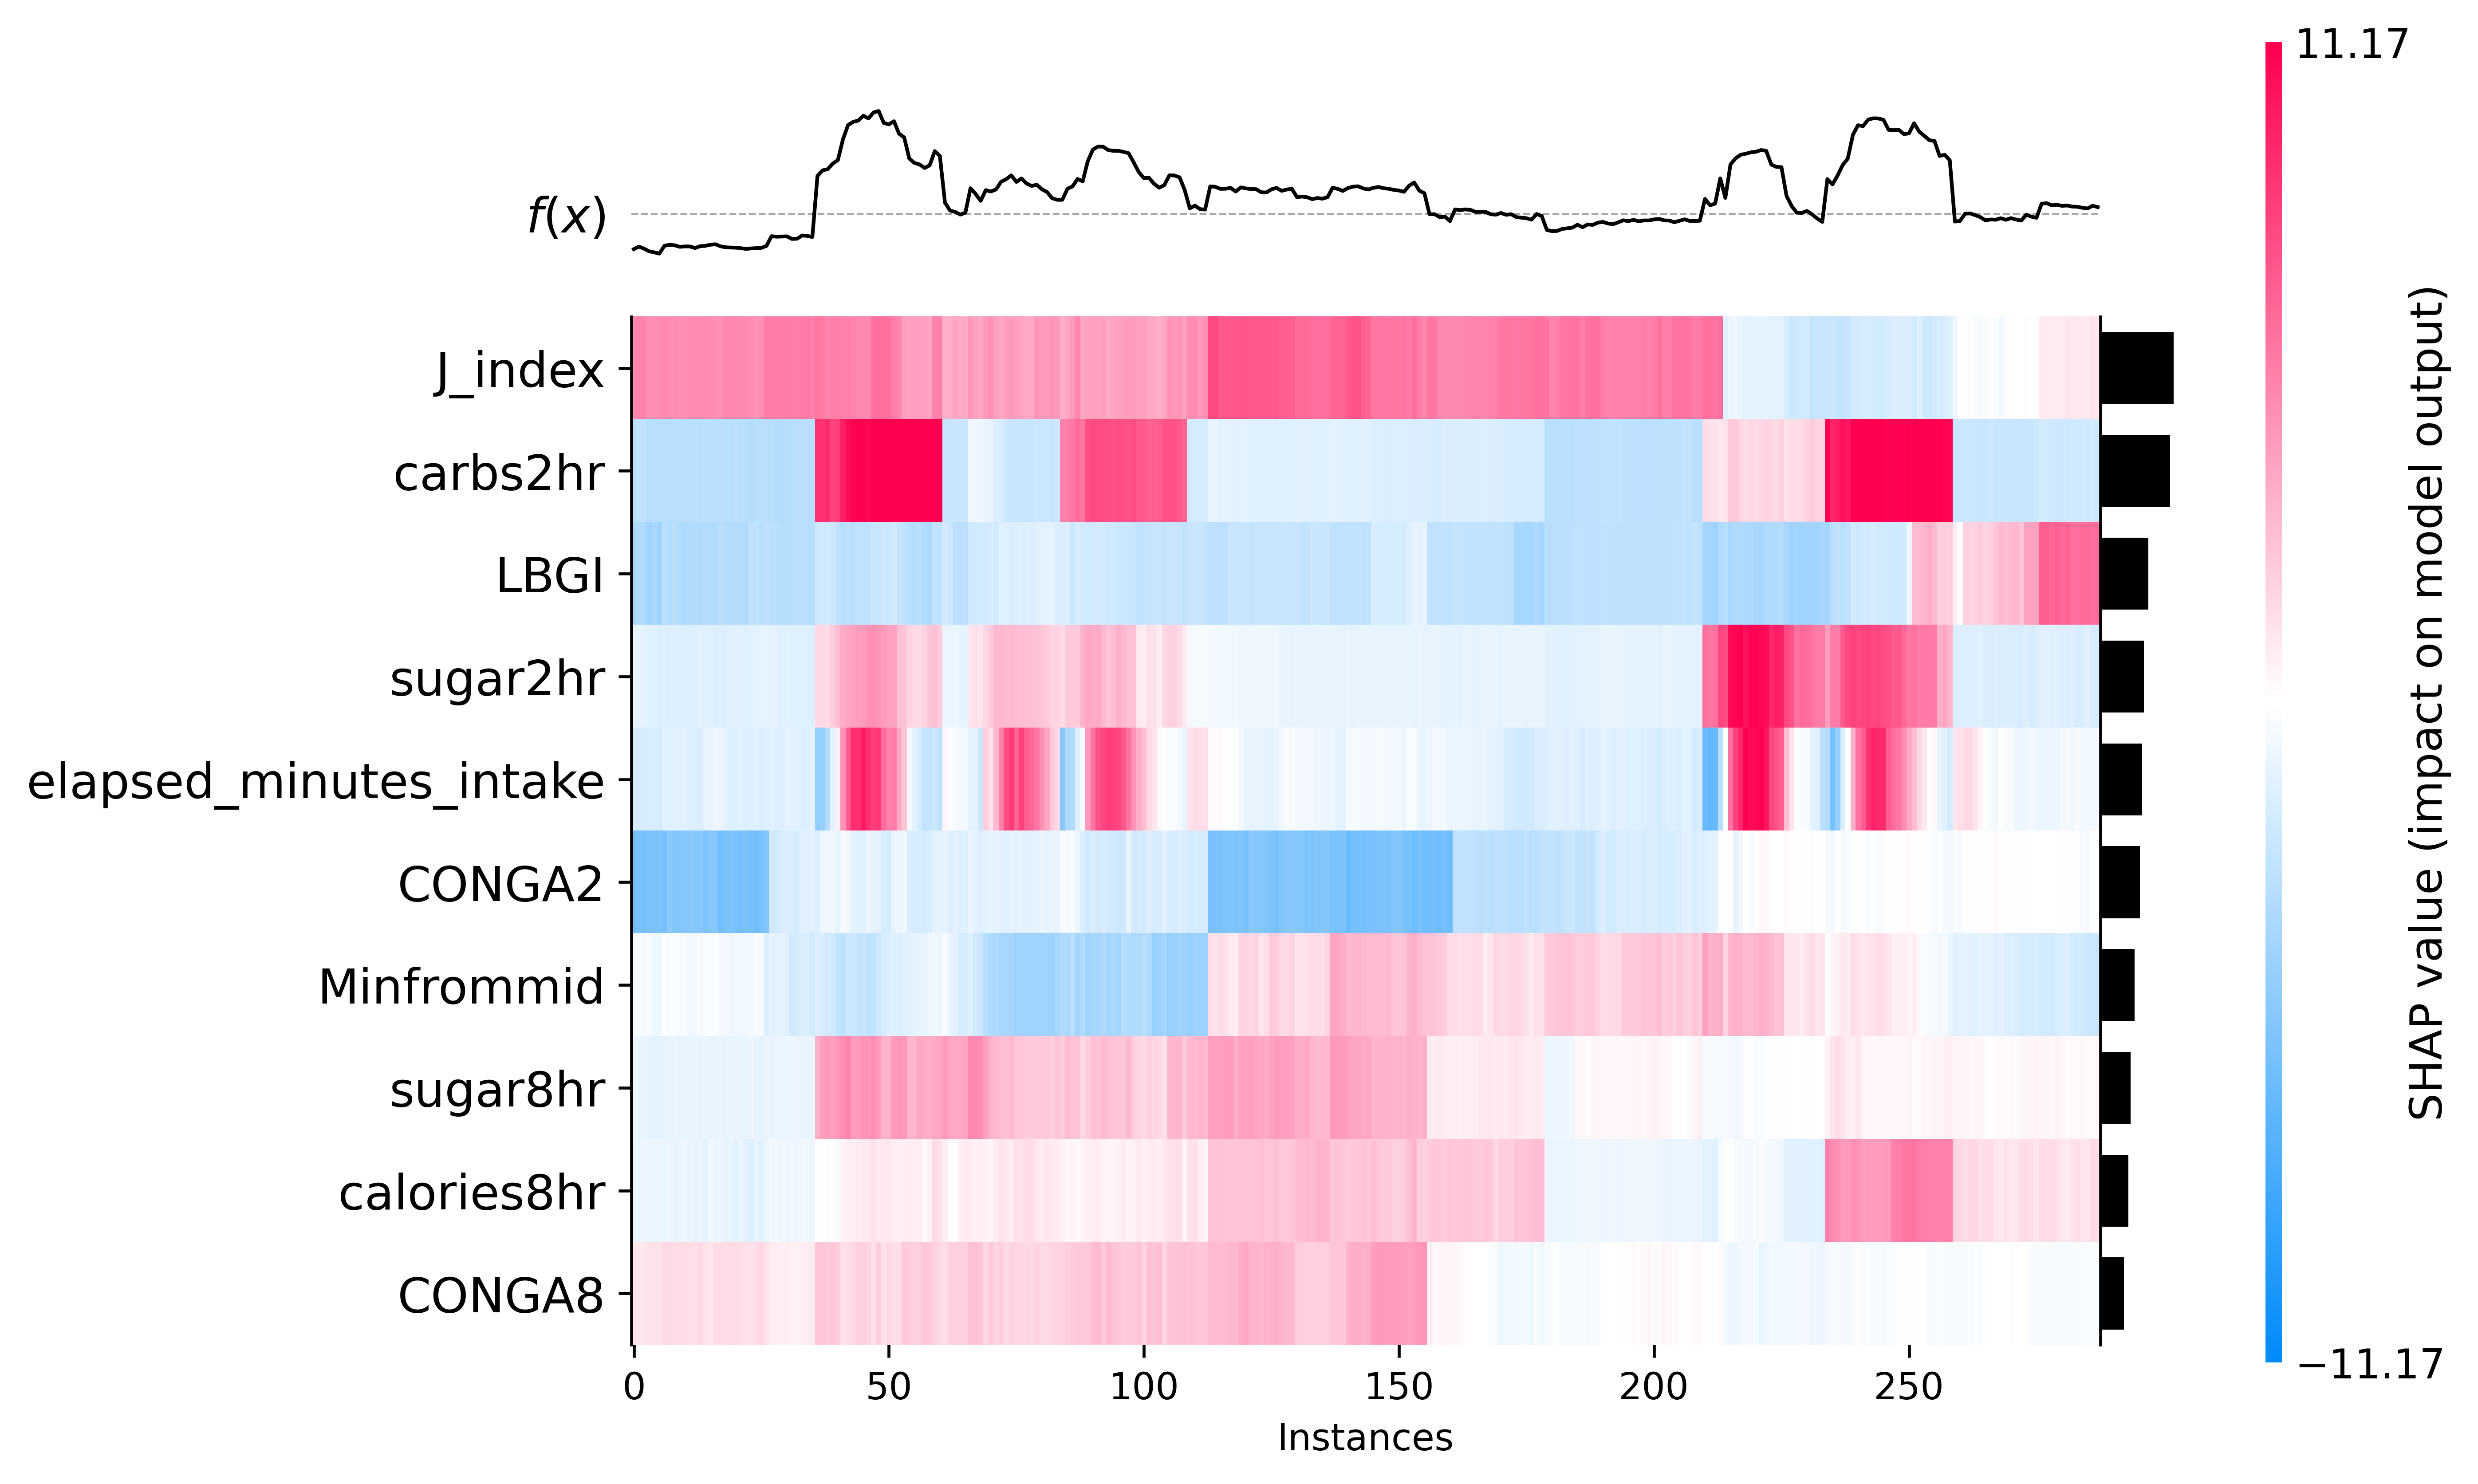 11.17
f(x)
J_index
carbs2hr
LBGI
sugar2hr
elapsed_minutes_intake
CONGA2
Minfrommid
sugar8hr
calories8hr
CONGA8
0 50 100 150 200 250
Instances
−11.17
SHAP value (impact on model output)